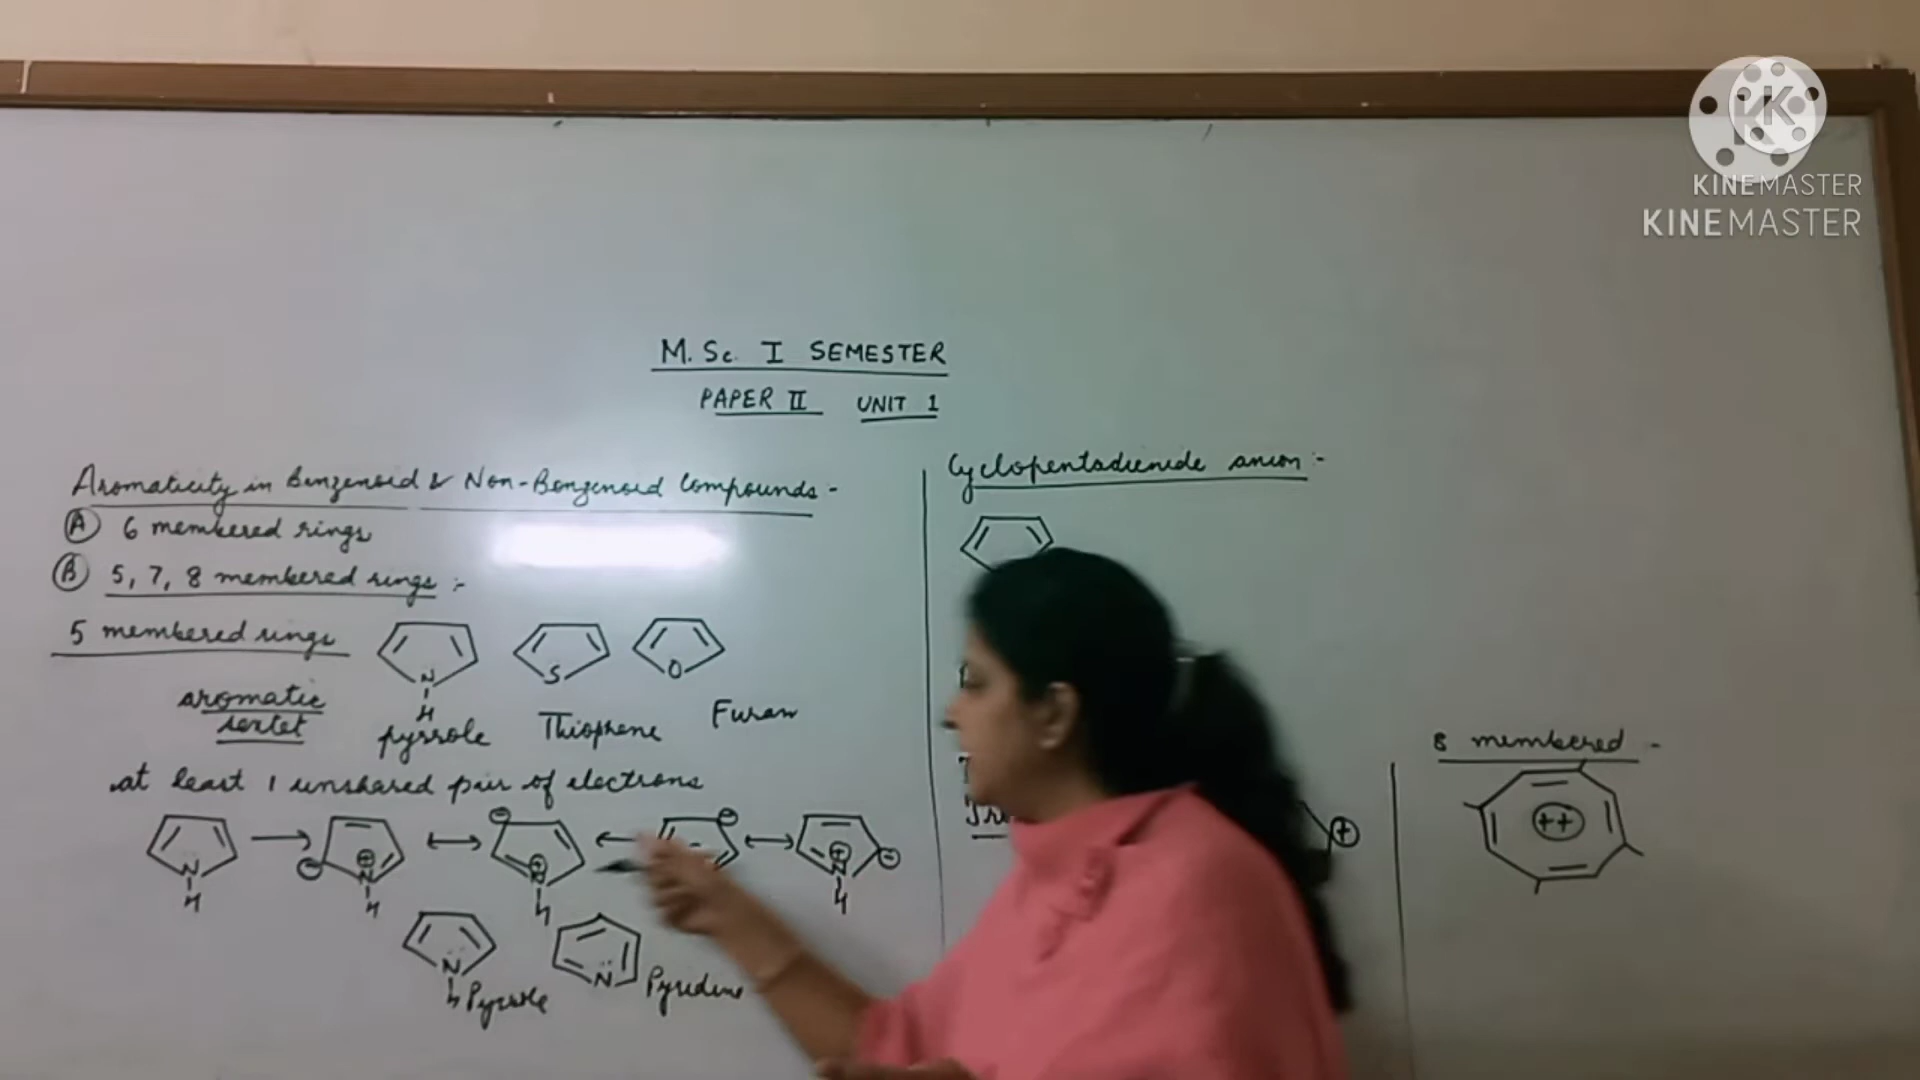 KINEMASTER
KINEMASTER
M.Sc. I SEMESTER
PAPER II UNIT 1
Aromaticity in Benzenoid & Non-Benzenoid Compounds :-
(A) 6 membered rings
(B) 5, 7, 8 membered rings :-
5 membered rings
N
H
S
O
aromatic
sextet
pyrrole
Thiophene
Furan
at least 1 unshared pair of electrons
N
H
N
H
N
H
N
H
N
H
Pyrrole
N
Pyridine
Cyclopentadienide anion :-
8 membered -
++